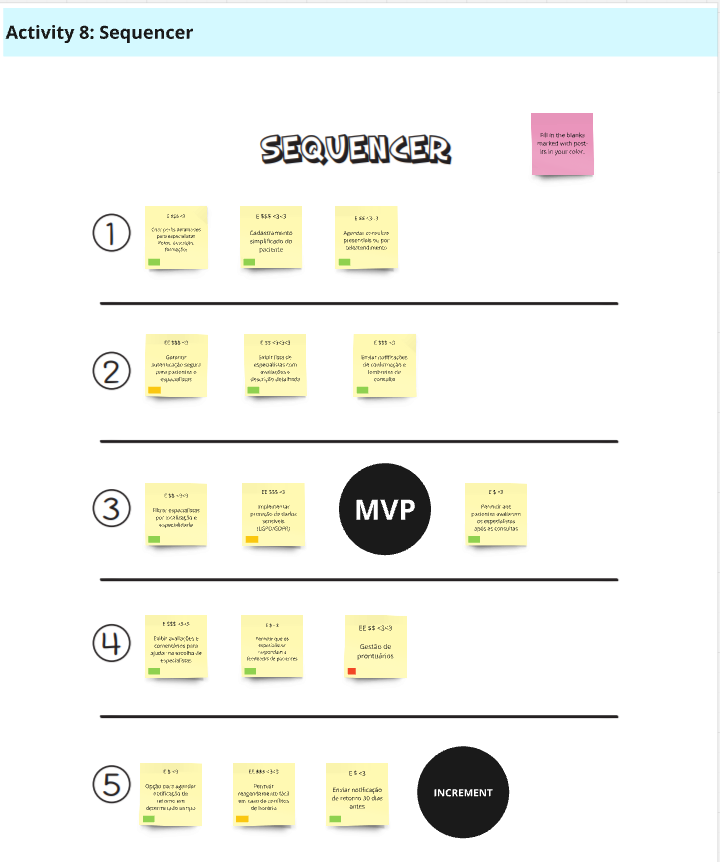 Activity 8: Sequencer
SEQUENCER
Fill in the blanks
marked with post-
its in your color.
1
E $$$ <3
Criar perfis detalhados
para especialistas
formação)
E $$$ <3<3
Cadastramento
simplificado do
paciente
E $$ <3<3
Agendar consultas
presenciais ou por
teleatendimento
2
EE $$$ <3
Garantir
autenticação segura
para pacientes e
especialistas
E $$ <3<3<3
Exibir lista de
especialistas com
avaliações e
descrição detalhada
E $$$ <3
Enviar notificações
de confirmação e
lembretes de
consulta
3
E $$ <3<3
Filtrar especialistas
por localização e
especialidade
EE $$$ <3
Implementar
proteção de dados
sensíveis
(LGPD/GDPR)
MVP
E $ <3
Permitir aos
pacientes avaliarem
os especialistas
após as consultas
4
E $$$ <3<3
Exibir avaliações e
comentários para
ajudar na escolha de
especialistas
E $ <3
Permitir que os
especialistas
respondam a
feedbacks de pacientes
EE $$ <3<3
Gestão de
prontuários
5
E $ <3
Opção para agendar
notificação de
retorno em
determinado tempo
EE $$$ <3<3
Permitir
reagendamento fácil
em caso de conflitos
de horário
E $ <3
Enviar notificação
de retorno 30 dias
antes
INCREMENT